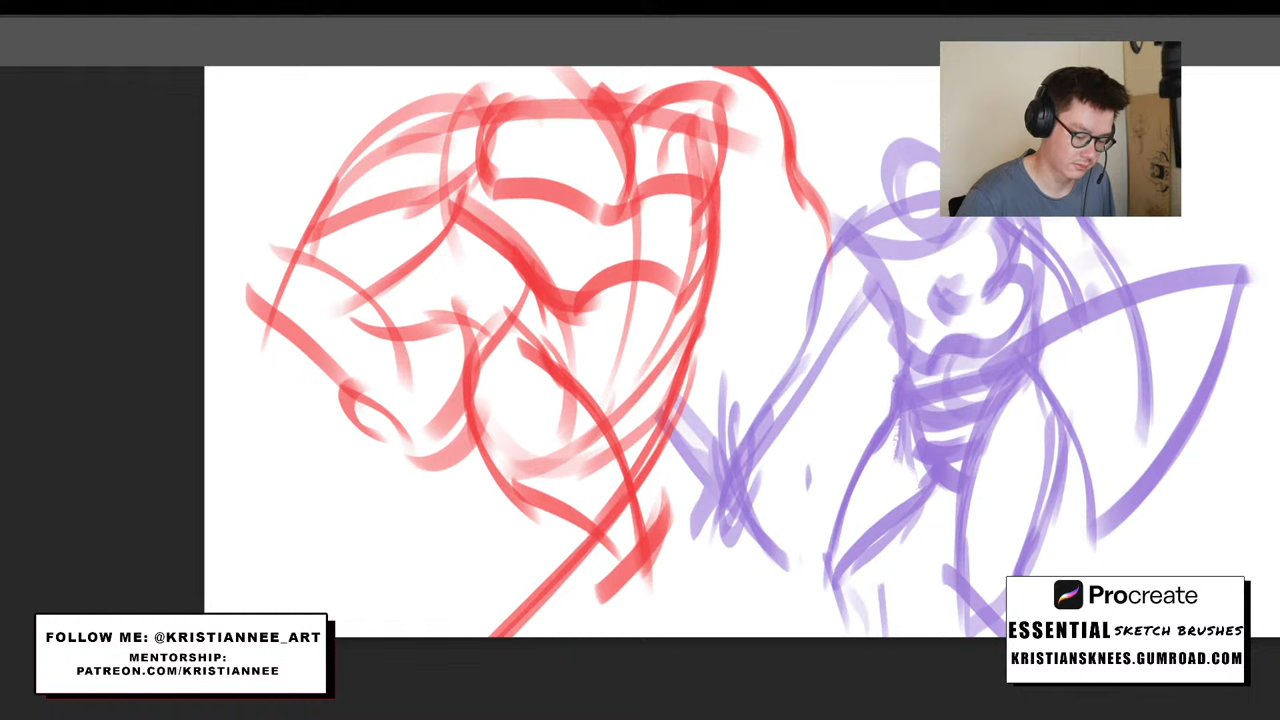 Procreate
ESSENTIAL SKETCH BRUSHES
KRISTIANSKNEES.GUMROAD.COM
FOLLOW ME: @KRISTIANNEE_ART
MENTORSHIP:
PATREON.COM/KRISTIANNEE